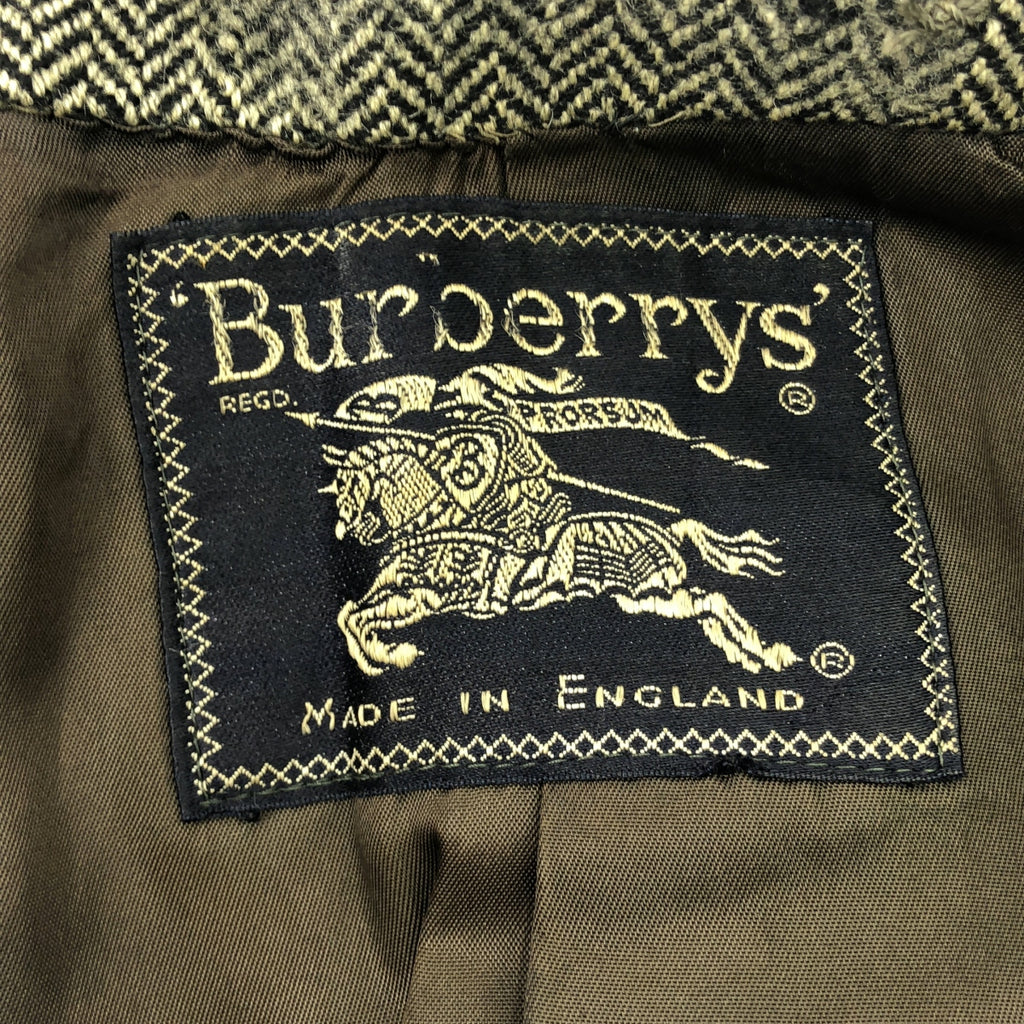 'Burberrys'
REGD. ®
PRORSUM
®
MADE IN ENGLAND